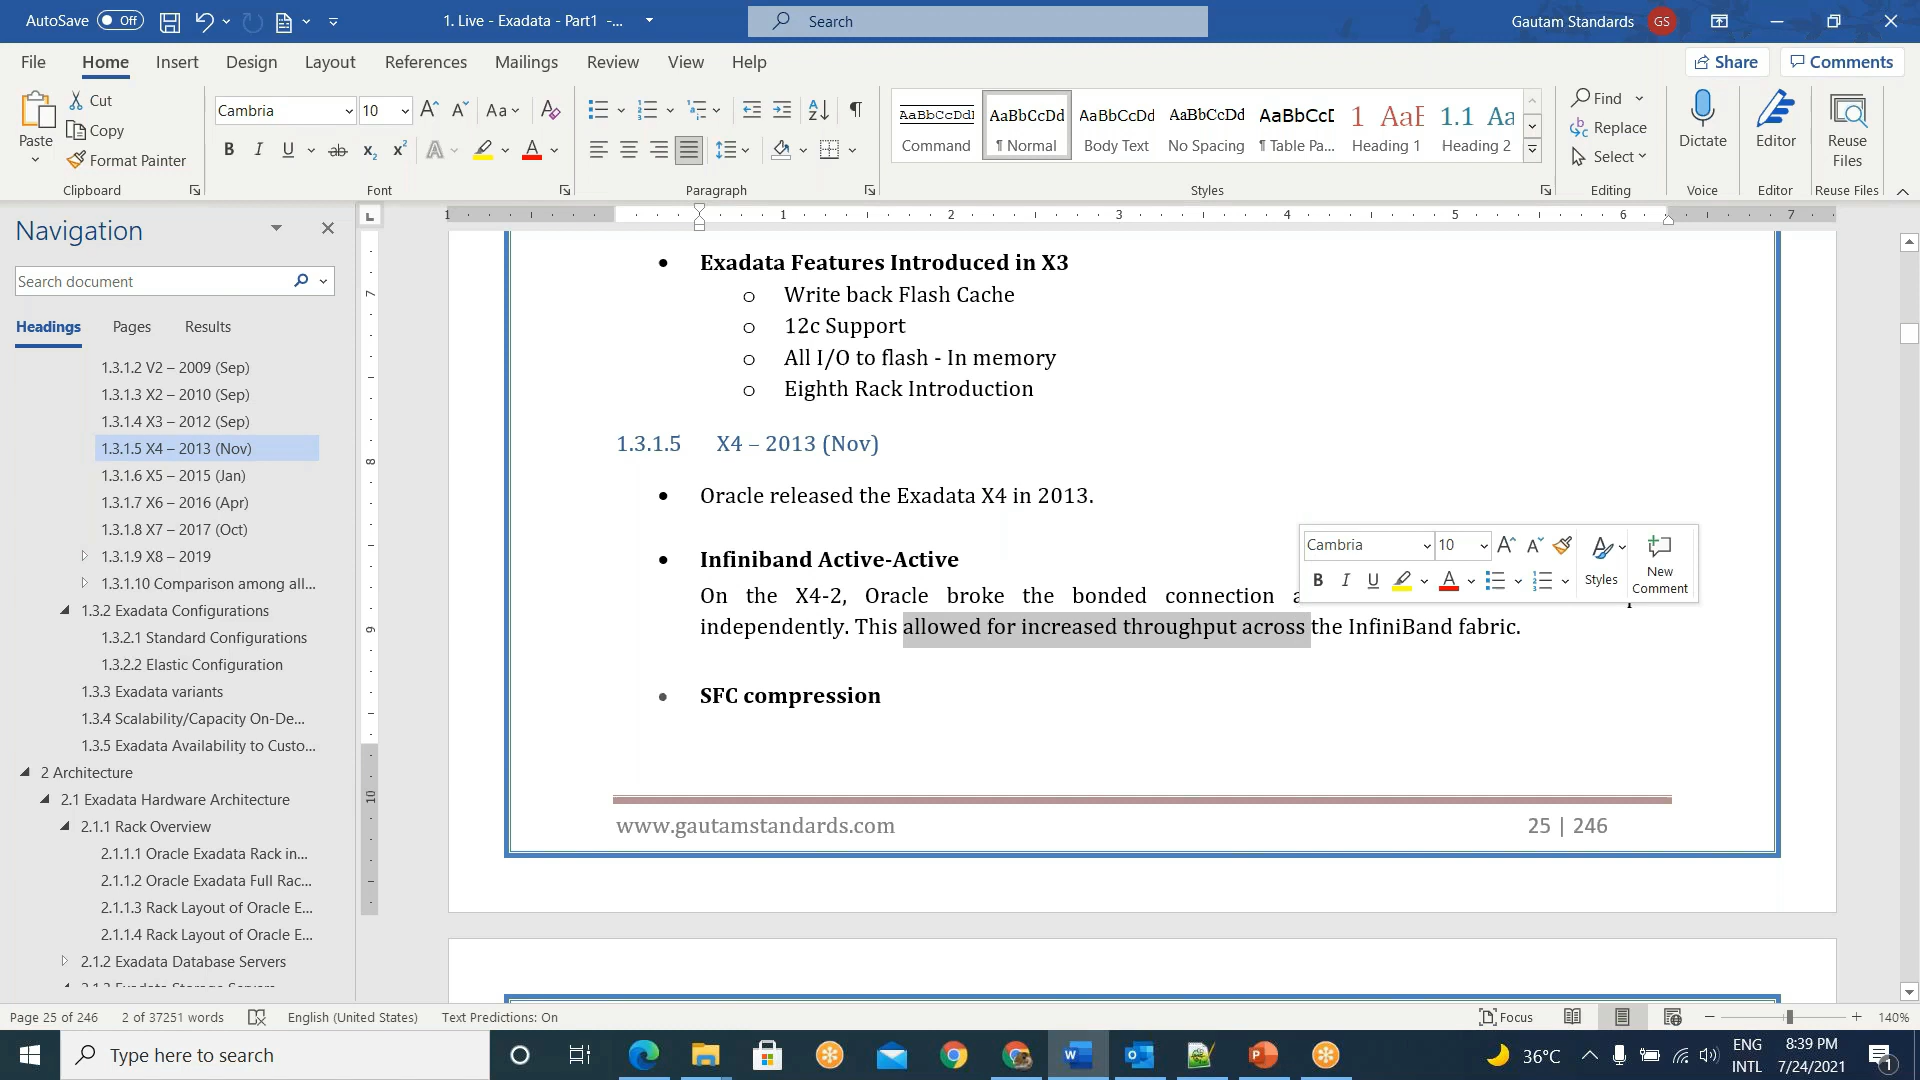 AutoSave Off
1. Live - Exadata - Part1 -...
Search
Gautam Standards GS
File Home Insert Design Layout References Mailings Review View Help
Share Comments
Paste
Cut
Copy
Format Painter
Clipboard
Cambria 10
Font
Paragraph
AaBbCcDdI AaBbCcDd AaBbCcDd AaBbCcDd AaBbCcD 1 AaB 1.1 Aa
Command ¶ Normal Body Text No Spacing ¶ Table Pa... Heading 1 Heading 2
Styles
Find
Replace
Select
Editing
Dictate
Voice
Editor
Editor
Reuse Files
Reuse Files
Navigation
Search document
Headings Pages Results
1.3.1.2 V2 – 2009 (Sep)
1.3.1.3 X2 – 2010 (Sep)
1.3.1.4 X3 – 2012 (Sep)
1.3.1.5 X4 – 2013 (Nov)
1.3.1.6 X5 – 2015 (Jan)
1.3.1.7 X6 – 2016 (Apr)
1.3.1.8 X7 – 2017 (Oct)
1.3.1.9 X8 – 2019
1.3.1.10 Comparison among all...
1.3.2 Exadata Configurations
1.3.2.1 Standard Configurations
1.3.2.2 Elastic Configuration
1.3.3 Exadata variants
1.3.4 Scalability/Capacity On-De...
1.3.5 Exadata Availability to Custo...
2 Architecture
2.1 Exadata Hardware Architecture
2.1.1 Rack Overview
2.1.1.1 Oracle Exadata Rack in...
2.1.1.2 Oracle Exadata Full Rac...
2.1.1.3 Rack Layout of Oracle E...
2.1.1.4 Rack Layout of Oracle E...
2.1.2 Exadata Database Servers
1 1 2 3 4 5 6 7
7
8
9
10
• Exadata Features Introduced in X3
o Write back Flash Cache
o 12c Support
o All I/O to flash - In memory
o Eighth Rack Introduction
1.3.1.5 X4 – 2013 (Nov)
• Oracle released the Exadata X4 in 2013.
• Infiniband Active-Active
On the X4-2, Oracle broke the bonded connection
independently. This allowed for increased throughput across the InfiniBand fabric.
• SFC compression
Cambria 10
Styles
New Comment
www.gautamstandards.com 25 | 246
Page 25 of 246 2 of 37251 words English (United States) Text Predictions: On
Focus 140%
Type here to search
36°C
ENG
INTL
8:39 PM
7/24/2021
1